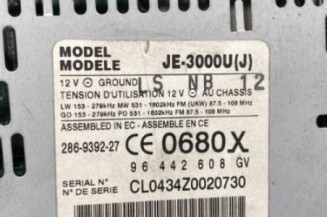 MODEL JE-3000U(J)
MODELE
12 V ⊖ GROUND LS NB 12
TENSION D'UTILISATION 12 V ⊖ AU CHASSIS
LW 153 - 279kHz MW 531 - 1602kHz FM (UKW) 87.5 - 108 MHz
GO 153 - 279kHz PO 531 - 1602kHz FM 87.5 - 108 MHz
ASSEMBLED IN EC - ASSEMBLE EN CE
286-9392-27 CE 0680X
96 442 608 GV
SERIAL N°
N° DE SERIE CL0434Z0020730